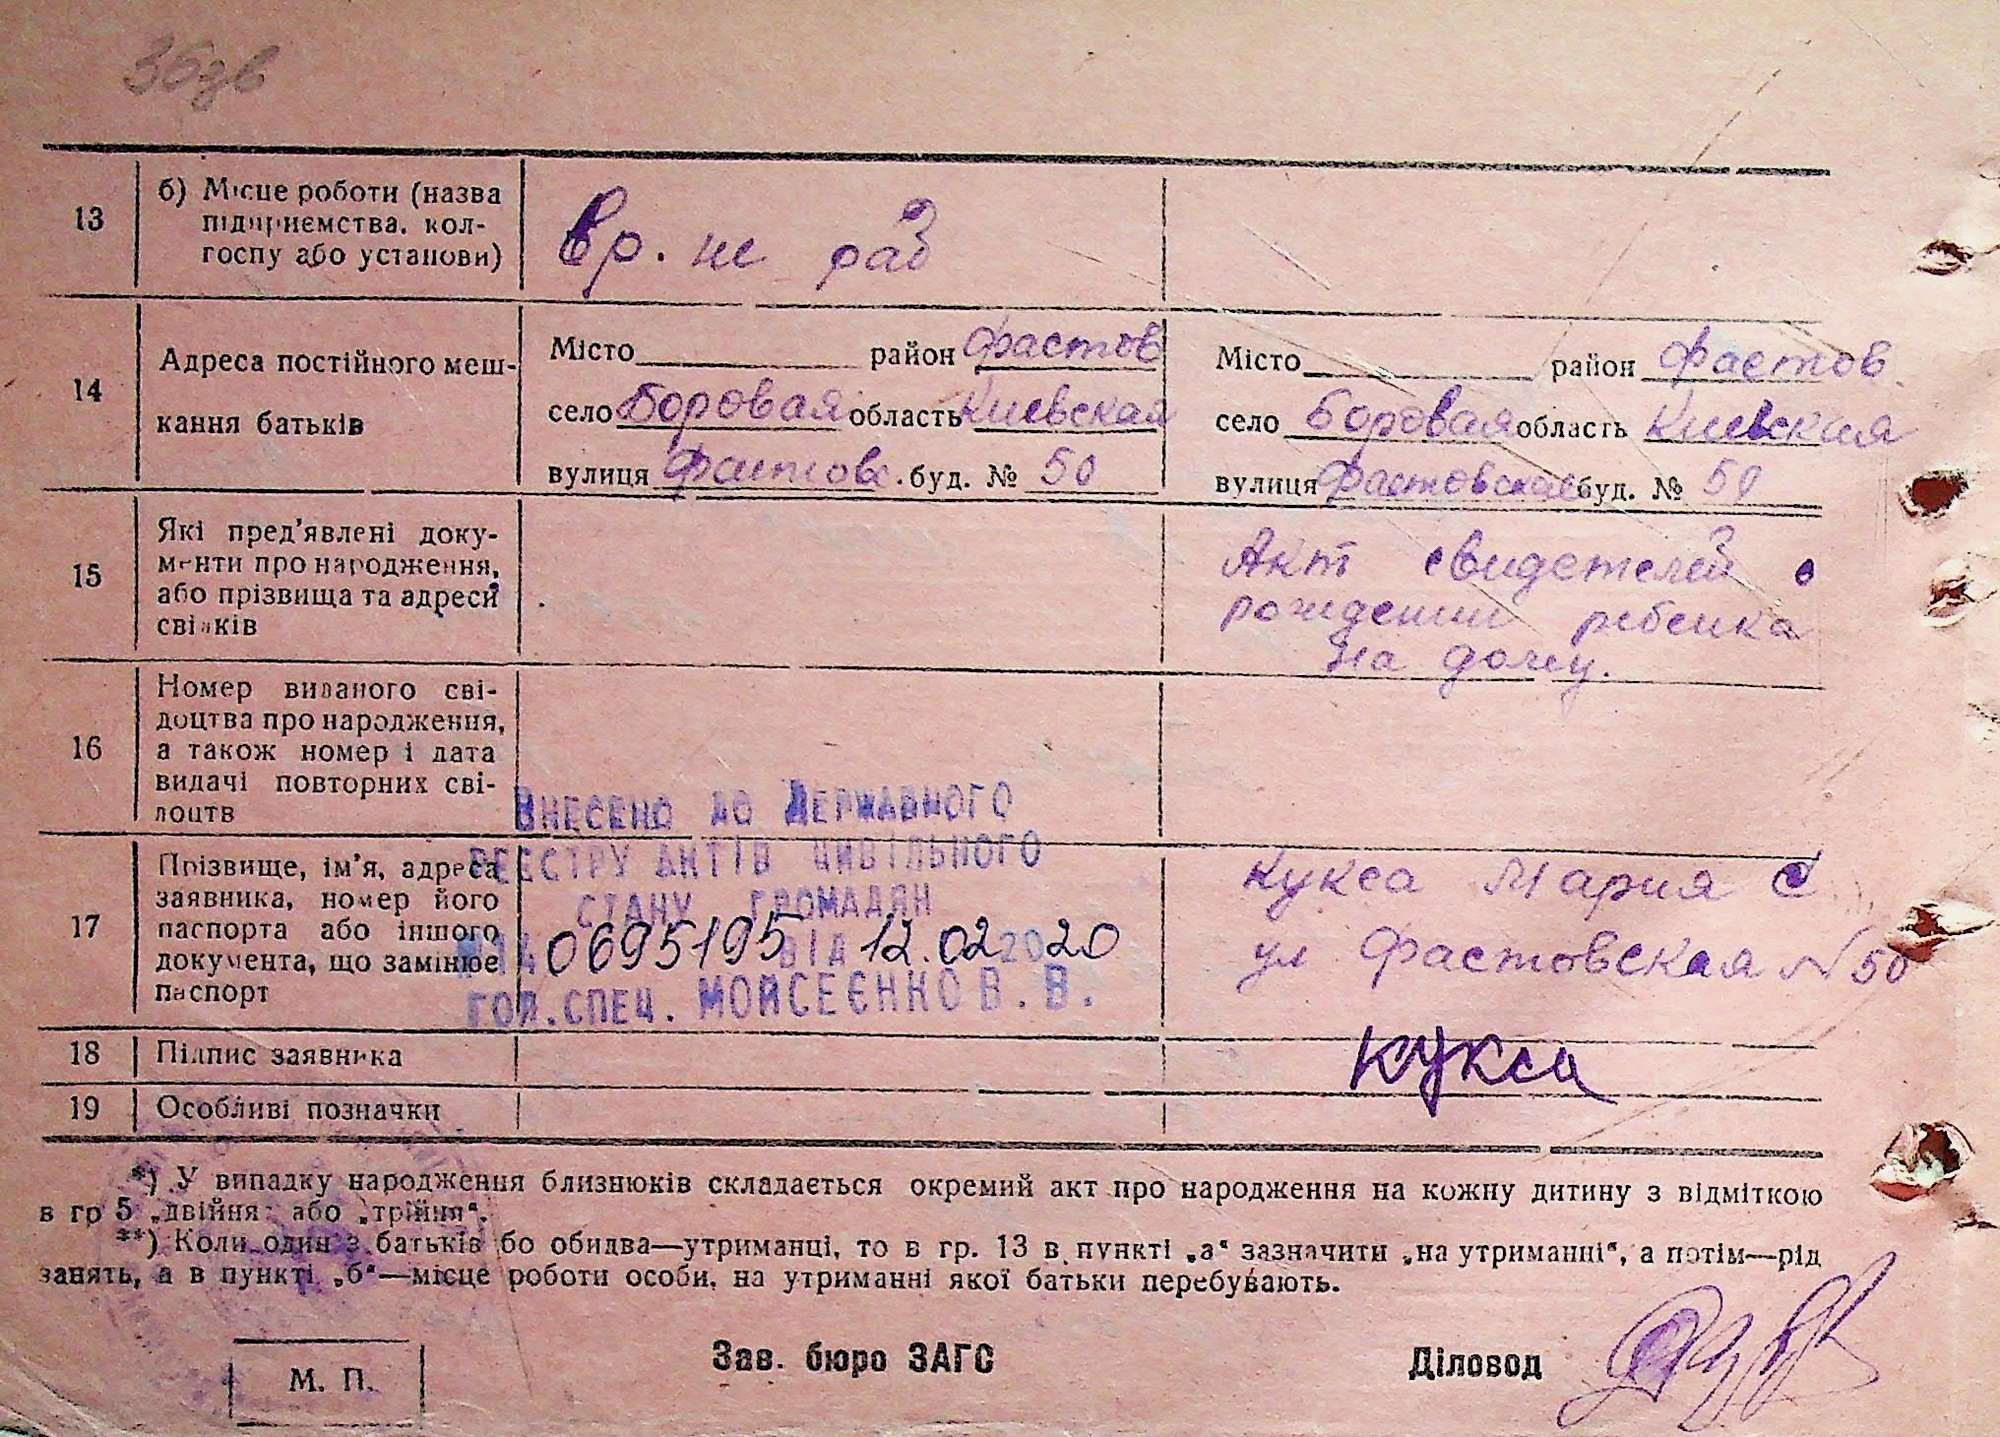 13 б) Місце роботи (назва
підприємства, кол-
госпу або установи)
вр. не раб
14 Адреса постійного меш-
кання батьків
Місто район Фастов
село Боровая область Киевская
вулиця Фастовс. буд. № 50
Місто район Фастов.
село Боровая область Киевская
вулиця Фастовская буд. № 50
15 Які пред’явлені доку-
менти про народження,
або прізвища та адреси
свідків
Акт свидетелей о
рождении ребенка
на дому.
16 Номер виданого сві-
доцтва про народження,
а також номер і дата
видачі повторних сві-
доцтв
ВНЕСЕНО ДО ДЕРЖАВНОГО
РЕЄСТРУ АКТІВ ЦИВІЛЬНОГО
СТАНУ ГРОМАДЯН
0695195 ВІД 12.02 2020
ГОЛ.СПЕЦ. МОЙСЕЄНКО В.В.
17 Прізвище, ім’я, адреса
заявника, номер його
паспорта або іншого
документа, що замінює
паспорт
Кукса Мария С
ул Фастовская № 50
18 Підпис заявника
Кукса
19 Особливі позначки
*) У випадку народження близнюків складається окремий акт про народження на кожну дитину з відміткою
в гр 5 „двійня“ або „трійня“.
**) Коли один з батьків бо обидва—утриманці, то в гр. 13 в пункті „а“ зазначити „на утриманні“, а потім—рід
занять, а в пункті „б“—місце роботи особи, на утриманні якої батьки перебувають.
М. П.
Зав. бюро ЗАГС
Діловод